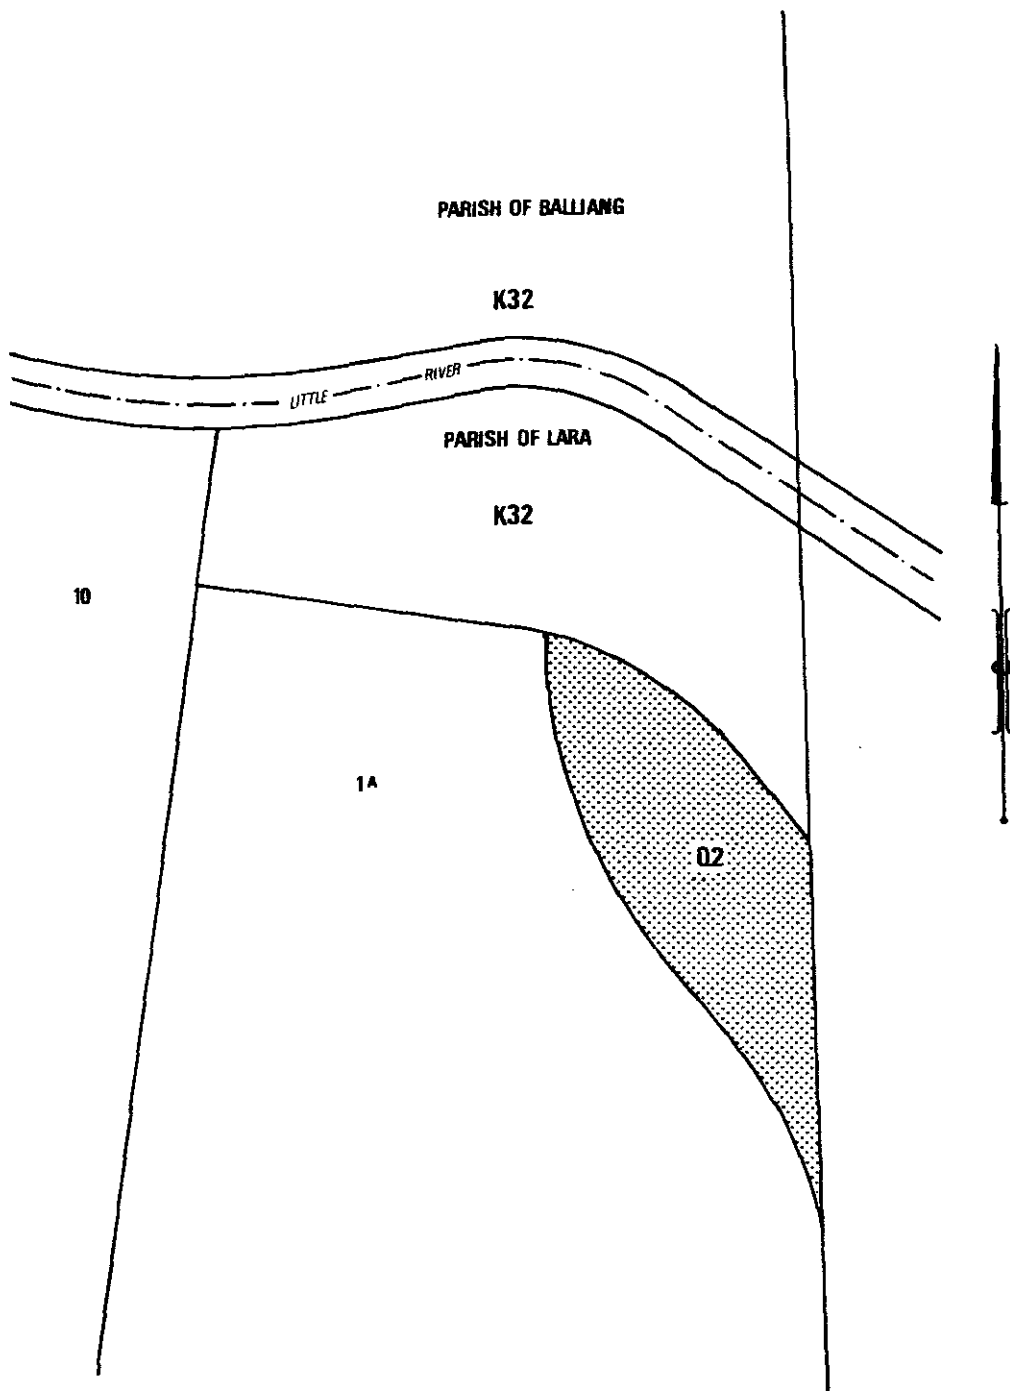 PARISH OF BALLIANG
K32
LITTLE RIVER
PARISH OF LARA
K32
10
1A
02